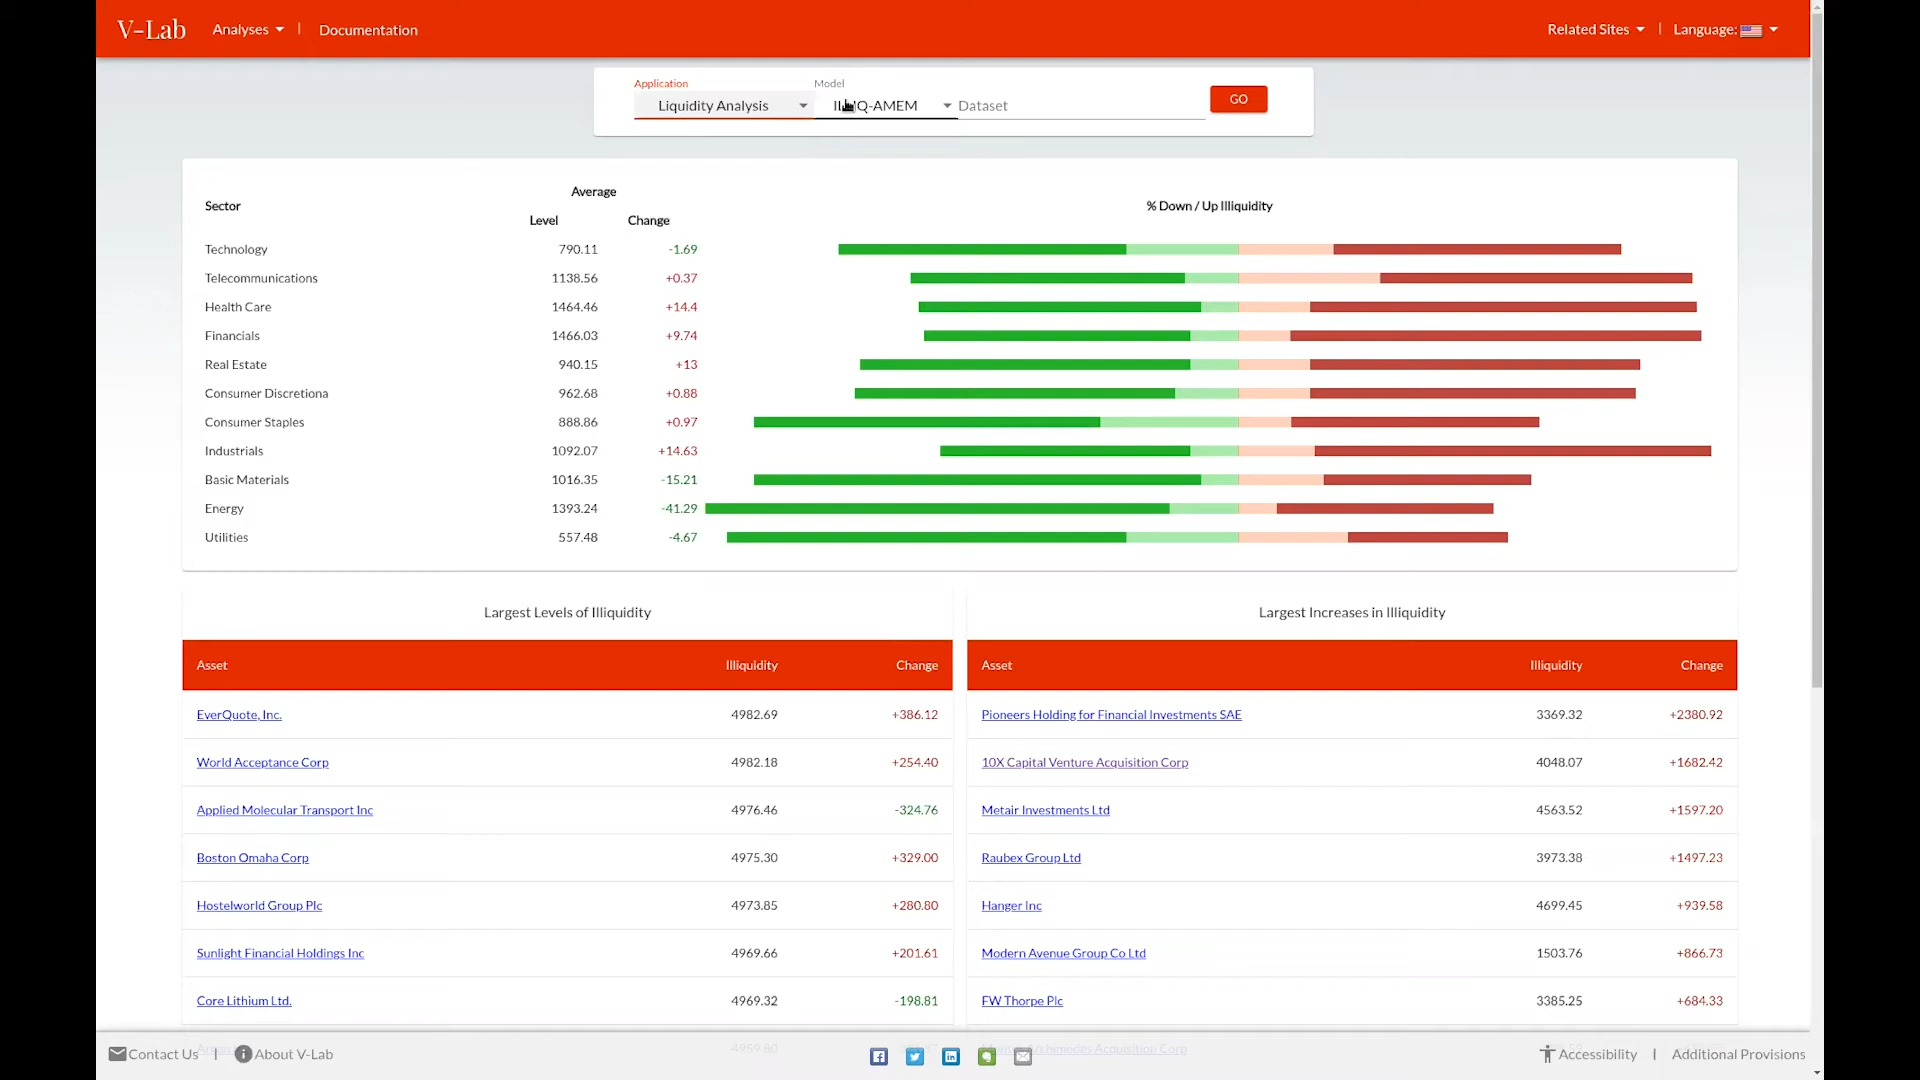 V-Lab Analyses | Documentation Related Sites | Language:
Application Model
Liquidity Analysis Dataset GO
Average
Sector % Down / Up Illiquidity
Level Change
Technology 790.11 -1.69
Telecommunications 1138.56 +0.37
Health Care 1464.46 +14.4
Financials 1466.03 +9.74
Real Estate 940.15 +13
Consumer Discretiona 962.68 +0.88
Consumer Staples 888.86 +0.97
Industrials 1092.07 +14.63
Basic Materials 1016.35 -15.21
Energy 1393.24 -41.29
Utilities 557.48 -4.67
Largest Levels of Illiquidity Largest Increases in Illiquidity
Asset Illiquidity Change Asset Illiquidity Change
EverQuote, Inc. 4982.69 +386.12 Pioneers Holding for Financial Investments SAE 3369.32 +2380.92
World Acceptance Corp 4982.18 +254.40 10X Capital Venture Acquisition Corp 4048.07 +1682.42
Applied Molecular Transport Inc 4976.46 -324.76 Metair Investments Ltd 4563.52 +1597.20
Boston Omaha Corp 4975.30 +329.00 Raubex Group Ltd 3973.38 +1497.23
Hostelworld Group Plc 4973.85 +280.80 Hanger Inc 4699.45 +939.58
Sunlight Financial Holdings Inc 4969.66 +201.61 Modern Avenue Group Co Ltd 1503.76 +866.73
Core Lithium Ltd. 4969.32 -198.81 FW Thorpe Plc 3385.25 +684.33
Contact Us | About V-Lab Accessibility | Additional Provisions